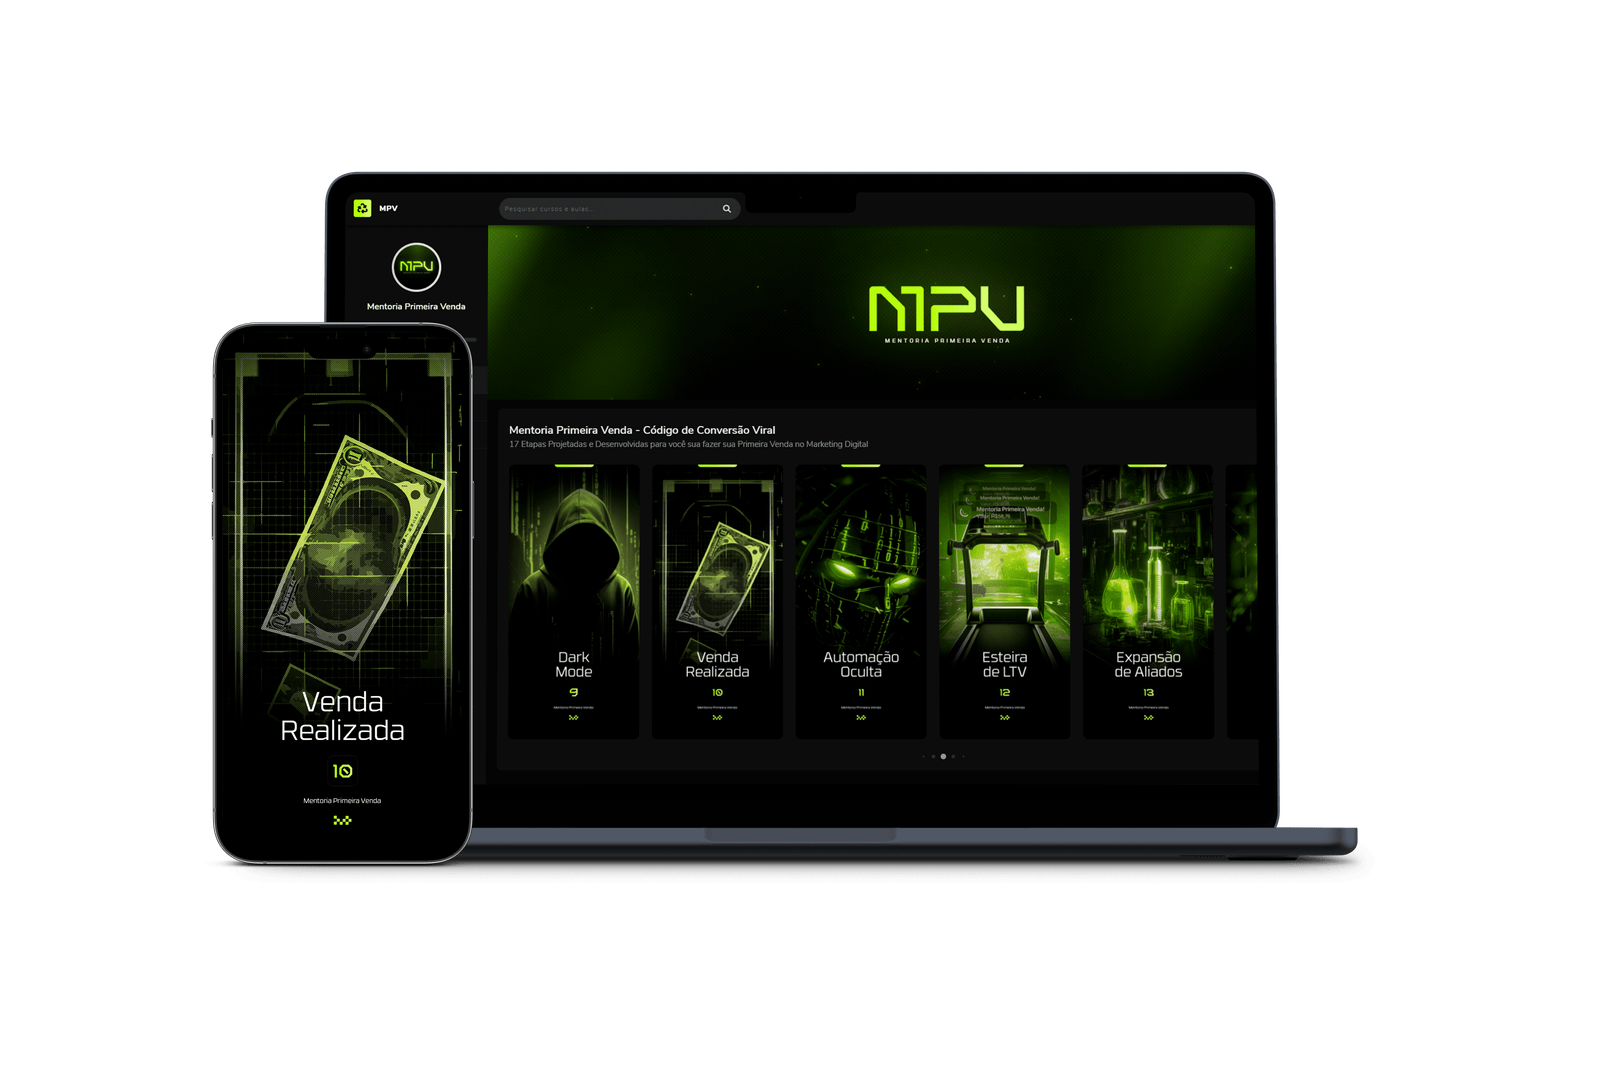 MPV
Pesquisar cursos e aulas...
MPV
Mentoria Primeira Venda
MPV
MENTORIA PRIMEIRA VENDA
Mentoria Primeira Venda - Código de Conversão Viral
17 Etapas Projetadas e Desenvolvidas para você sua fazer sua Primeira Venda no Marketing Digital
Dark
Mode
9
Mentoria Primeira Venda
Venda
Realizada
10
Mentoria Primeira Venda
Automação
Oculta
11
Mentoria Primeira Venda
Mentoria Primeira Venda!
Mentoria Primeira Venda!
Mentoria Primeira Venda!
Esteira
de LTV
12
Mentoria Primeira Venda
Expansão
de Aliados
13
Mentoria Primeira Venda
Venda
Realizada
10
Mentoria Primeira Venda